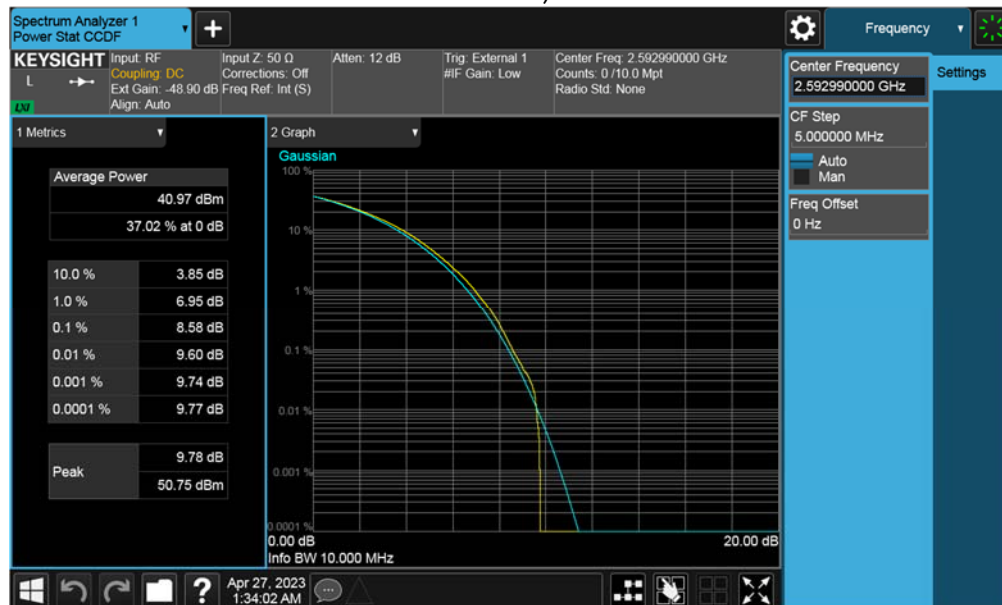 Spectrum Analyzer 1
Power Stat CCDF
Frequency
KEYSIGHT
L
LXI
Input: RF
Coupling: DC
Ext Gain: -48.90 dB
Align: Auto
Input Z: 50 Ω
Corrections: Off
Freq Ref: Int (S)
Atten: 12 dB
Trig: External 1
#IF Gain: Low
Center Freq: 2.592990000 GHz
Counts: 0 /10.0 Mpt
Radio Std: None
Center Frequency
2.592990000 GHz
Settings
CF Step
5.000000 MHz
Auto
Man
Freq Offset
0 Hz
1 Metrics
Average Power
40.97 dBm
37.02 % at 0 dB
10.0 % 3.85 dB
1.0 % 6.95 dB
0.1 % 8.58 dB
0.01 % 9.60 dB
0.001 % 9.74 dB
0.0001 % 9.77 dB
Peak
9.78 dB
50.75 dBm
2 Graph
Gaussian
100 %
10 %
1 %
0.1 %
0.01 %
0.001 %
0.0001 %
0.00 dB
20.00 dB
Info BW 10.000 MHz
?
Apr 27, 2023
1:34:02 AM